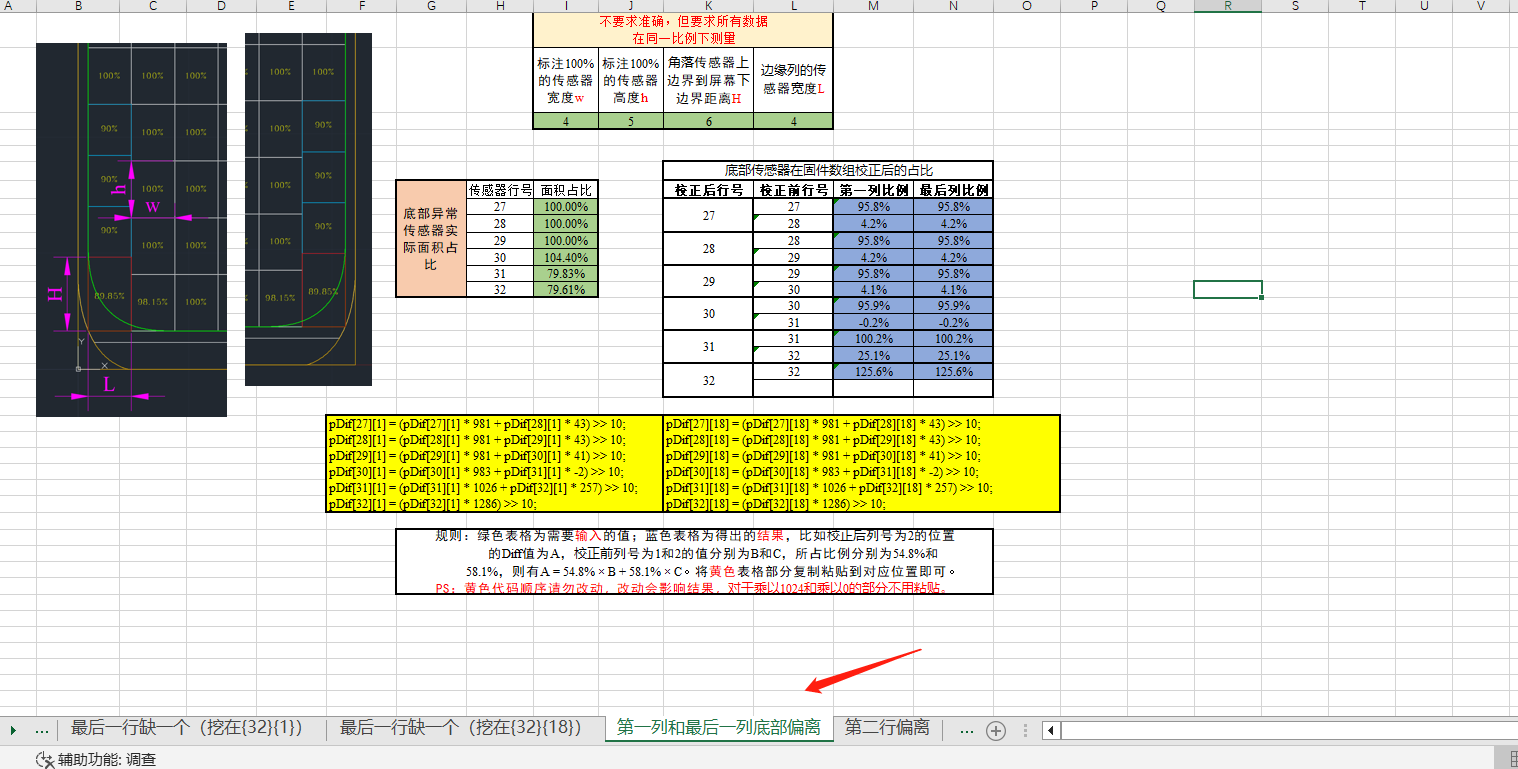 A B C D E F G H I J K L M N O P Q R S T U V
不要求准确，但要求所有数据
在同一比例下测量
标注100%的传感器宽度w 标注100%的传感器高度h 角落传感器上边界到屏幕下边界距离H 边缘列的传感器宽度L
4 5 6 4
100% 100% 100%
90% 100% 100%
90% 100% 100%
h
W
90% 100% 100%
H
89.85% 98.15% 100%
Y
X
L
100% 100%
100% 90%
100% 90%
100% 90%
98.15% 89.85%
底部异常传感器实际面积占比
传感器行号 面积占比
27 100.00%
28 100.00%
29 100.00%
30 104.40%
31 79.83%
32 79.61%
底部传感器在固件数组校正后的占比
校正后行号 校正前行号 第一列比例 最后列比例
27 27 95.8% 95.8%
28 4.2% 4.2%
28 28 95.8% 95.8%
29 4.2% 4.2%
29 29 95.8% 95.8%
30 4.1% 4.1%
30 30 95.9% 95.9%
31 -0.2% -0.2%
31 31 100.2% 100.2%
32 25.1% 25.1%
32 32 125.6% 125.6%
pDif[27][1] = (pDif[27][1] * 981 + pDif[28][1] * 43) >> 10; pDif[27][18] = (pDif[27][18] * 981 + pDif[28][18] * 43) >> 10;
pDif[28][1] = (pDif[28][1] * 981 + pDif[29][1] * 43) >> 10; pDif[28][18] = (pDif[28][18] * 981 + pDif[29][18] * 43) >> 10;
pDif[29][1] = (pDif[29][1] * 981 + pDif[30][1] * 41) >> 10; pDif[29][18] = (pDif[29][18] * 981 + pDif[30][18] * 41) >> 10;
pDif[30][1] = (pDif[30][1] * 983 + pDif[31][1] * -2) >> 10; pDif[30][18] = (pDif[30][18] * 983 + pDif[31][18] * -2) >> 10;
pDif[31][1] = (pDif[31][1] * 1026 + pDif[32][1] * 257) >> 10; pDif[31][18] = (pDif[31][18] * 1026 + pDif[32][18] * 257) >> 10;
pDif[32][1] = (pDif[32][1] * 1286) >> 10; pDif[32][18] = (pDif[32][18] * 1286) >> 10;
规则：绿色表格为需要输入的值；蓝色表格为得出的结果，比如校正后列号为2的位置
的Diff值为A，校正前列号为1和2的值分别为B和C，所占比例分别为54.8%和
58.1%，则有A = 54.8% × B + 58.1% × C。将黄色表格部分复制粘贴到对应位置即可。
PS：黄色代码顺序请勿改动，改动会影响结果，对于乘以1024和乘以0的部分不用粘贴。
... 最后一行缺一个（挖在{32}{1}） 最后一行缺一个（挖在{32}{18}） 第一列和最后一列底部偏离 第二行偏离 ...
辅助功能: 调查